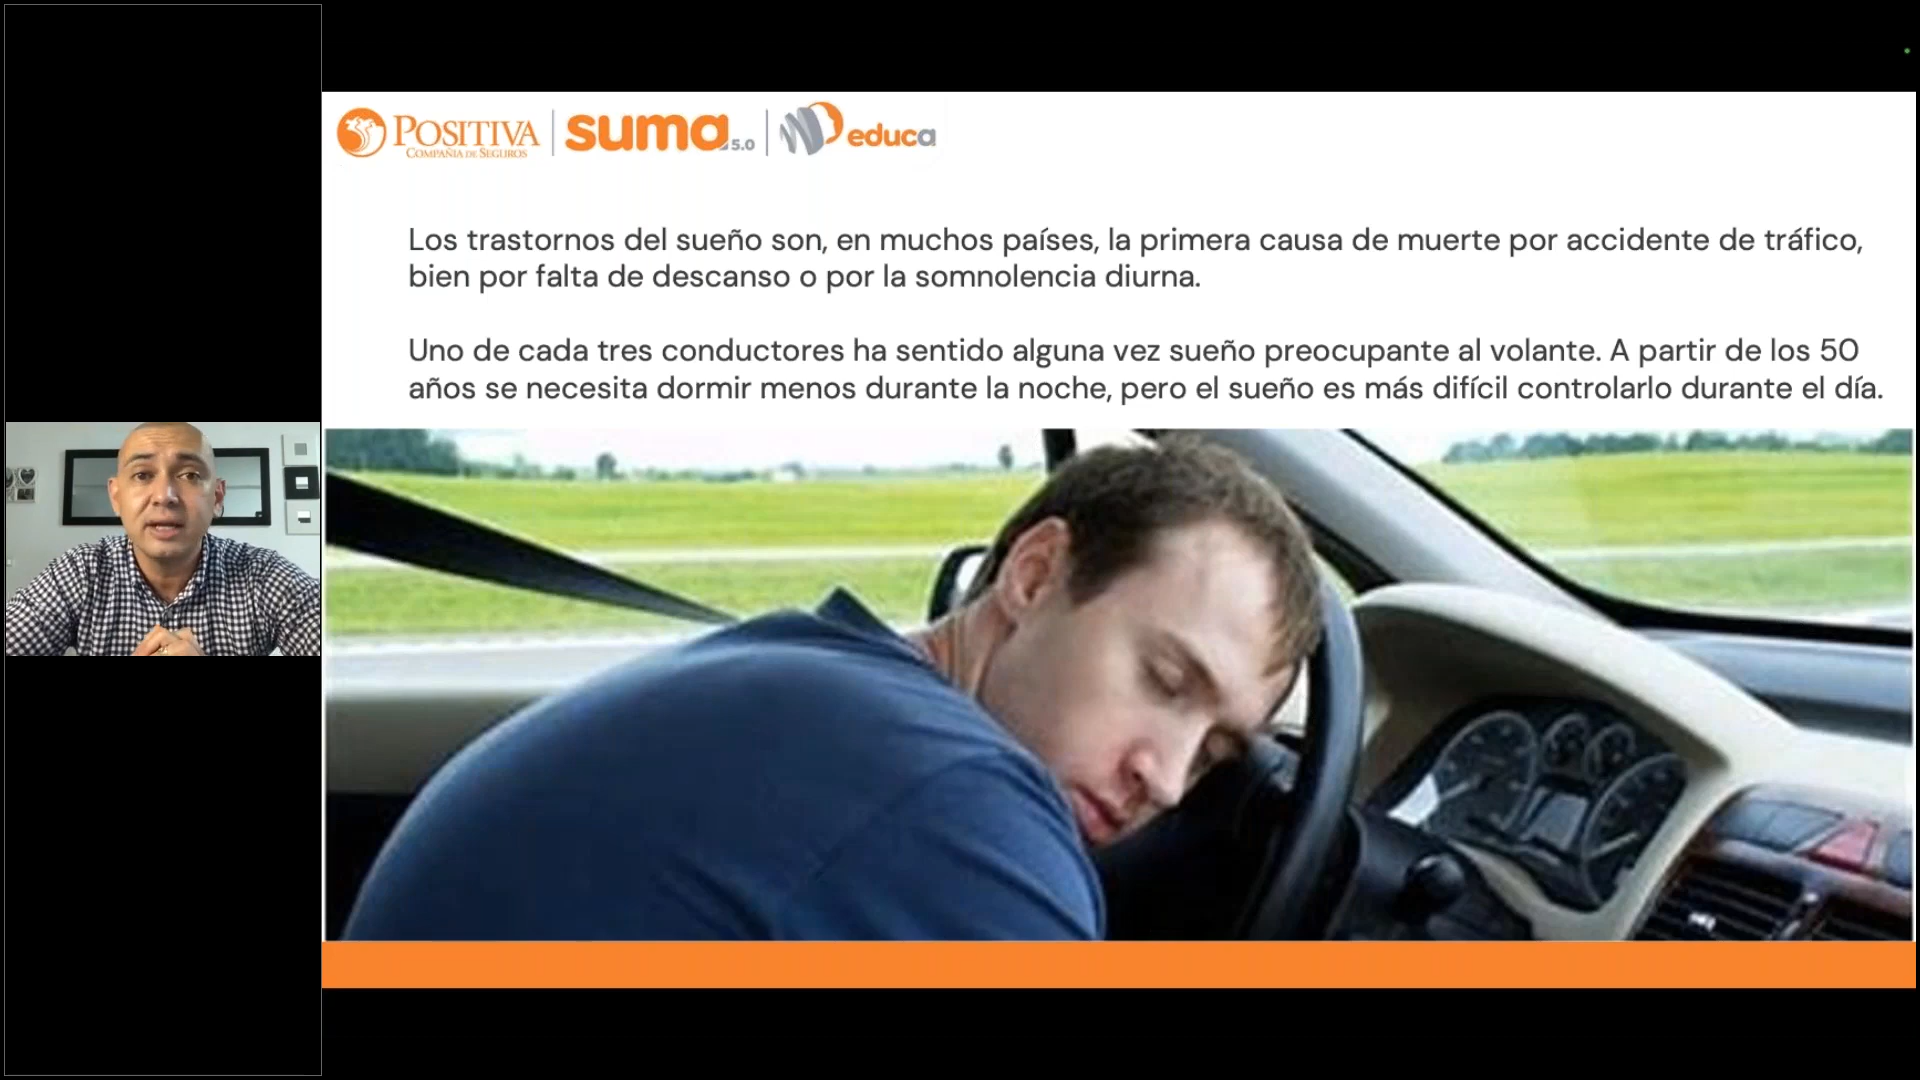 POSITIVA
COMPAÑIA DE SEGUROS
suma 5.0
educa
Los trastornos del sueño son, en muchos países, la primera causa de muerte por accidente de tráfico,
bien por falta de descanso o por la somnolencia diurna.
Uno de cada tres conductores ha sentido alguna vez sueño preocupante al volante. A partir de los 50
años se necesita dormir menos durante la noche, pero el sueño es más difícil controlarlo durante el día.